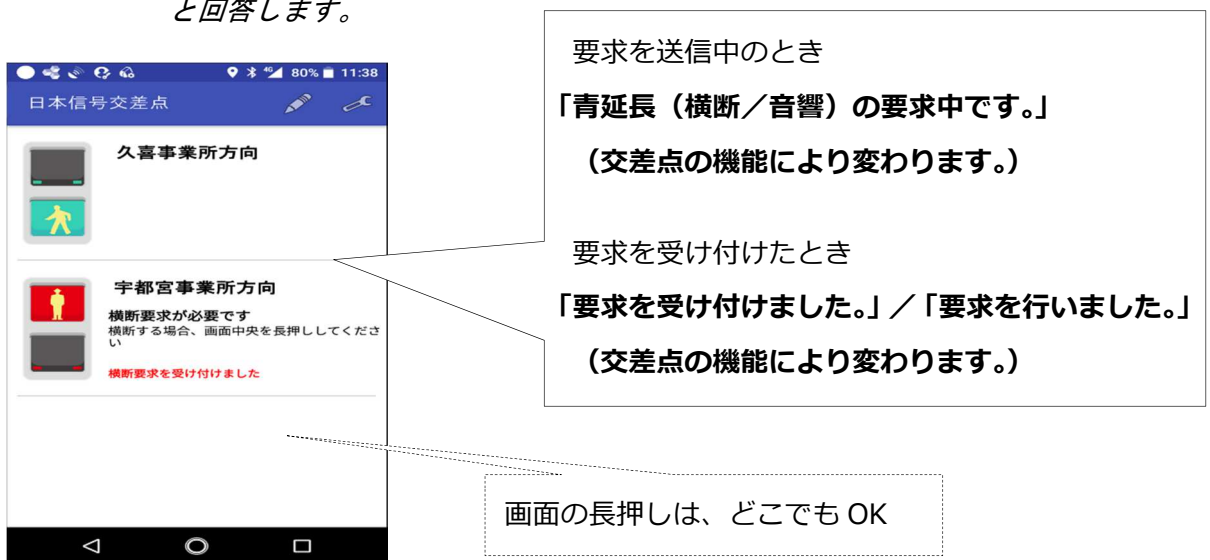 と回答します。
4G 80% 11:38
日本信号交差点
久喜事業所方向
宇都宮事業所方向
横断要求が必要です
横断する場合、画面中央を長押ししてくださ
い
横断要求を受け付けました
要求を送信中のとき
「青延長（横断／音響）の要求中です。」
（交差点の機能により変わります。）
要求を受け付けたとき
「要求を受け付けました。」／「要求を行いました。」
（交差点の機能により変わります。）
画面の長押しは、どこでも OK